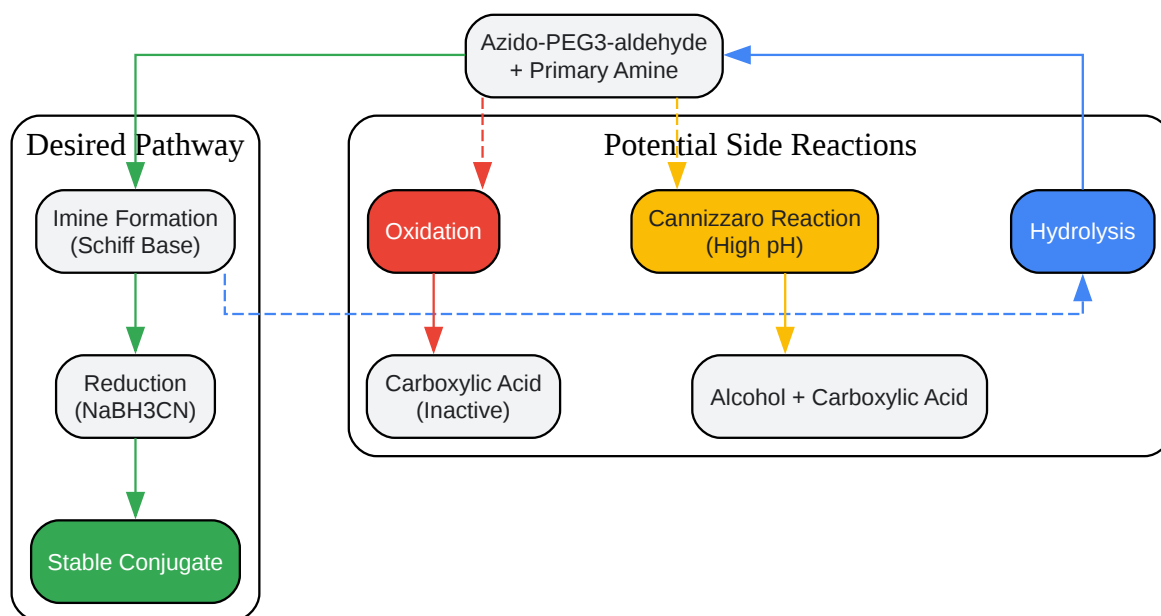 Azido-PEG3-aldehyde
+ Primary Amine
Desired Pathway
Potential Side Reactions
Imine Formation
(Schiff Base)
Oxidation
Cannizzaro Reaction
(High pH)
Hydrolysis
Reduction
(NaBH3CN)
Carboxylic Acid
(Inactive)
Alcohol + Carboxylic Acid
Stable Conjugate